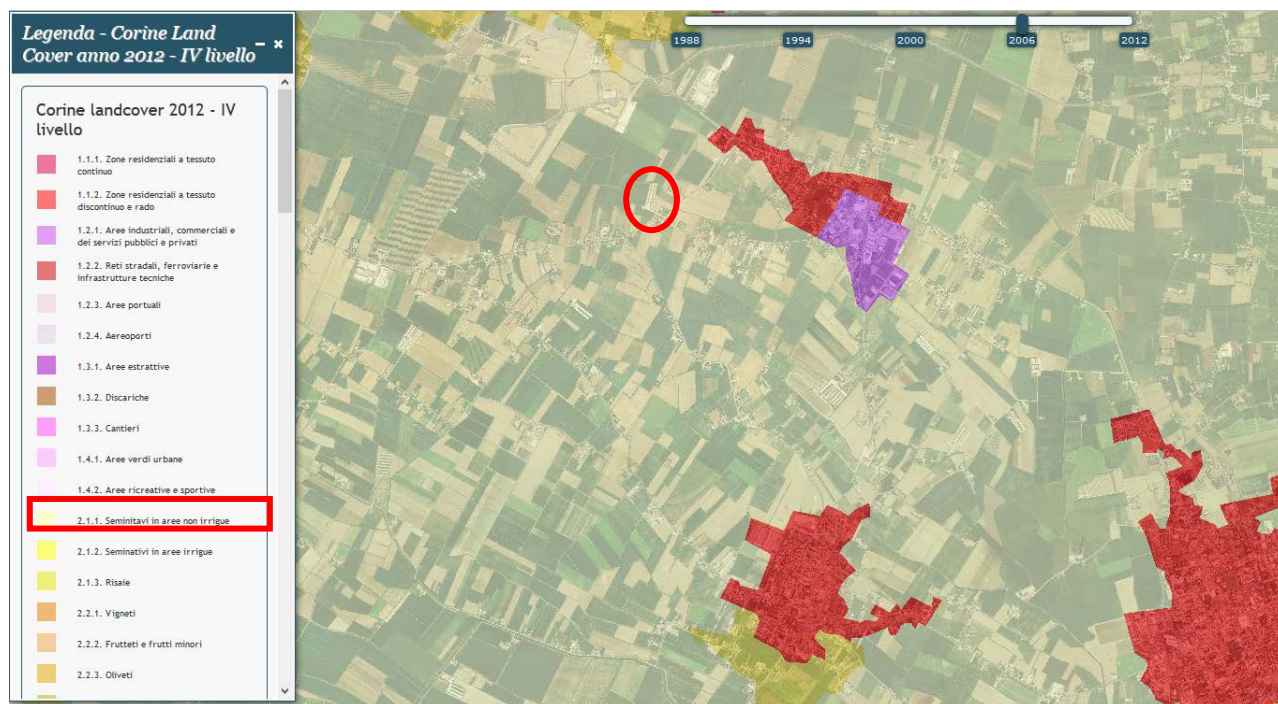 Legenda - Corine Land
Cover anno 2012 - IV livello
Corine landcover 2012 - IV
livello
1.1.1. Zone residenziali a tessuto
continuo
1.1.2. Zone residenziali a tessuto
discontinuo e rado
1.2.1. Aree industriali, commerciali e
dei servizi pubblici e privati
1.2.2. Reti stradali, ferroviarie e
infrastrutture tecniche
1.2.3. Aree portuali
1.2.4. Aereoporti
1.3.1. Aree estrattive
1.3.2. Discariche
1.3.3. Cantieri
1.4.1. Aree verdi urbane
1.4.2. Aree ricreative e sportive
2.1.1. Seminitavi in aree non irrigue
2.1.2. Seminativi in aree irrigue
2.1.3. Risaie
2.2.1. Vigneti
2.2.2. Frutteti e frutti minori
2.2.3. Oliveti
1988 1994 2000 2006 2012